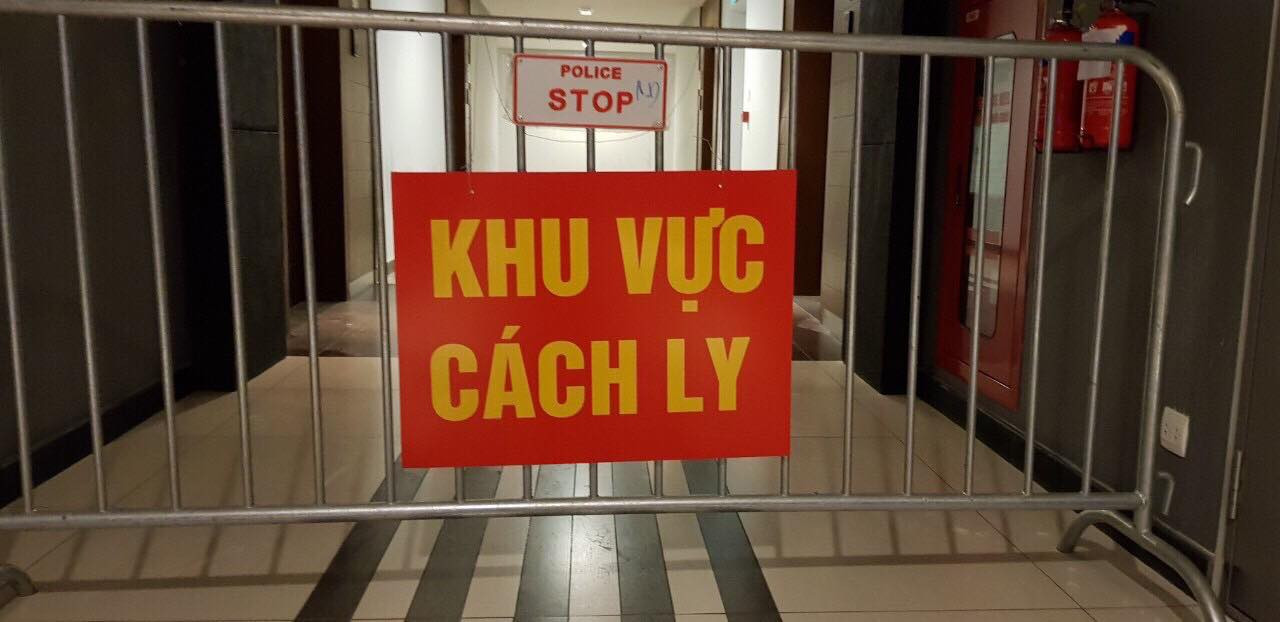 POLICE
STOP
KHU VỰC
CÁCH LY